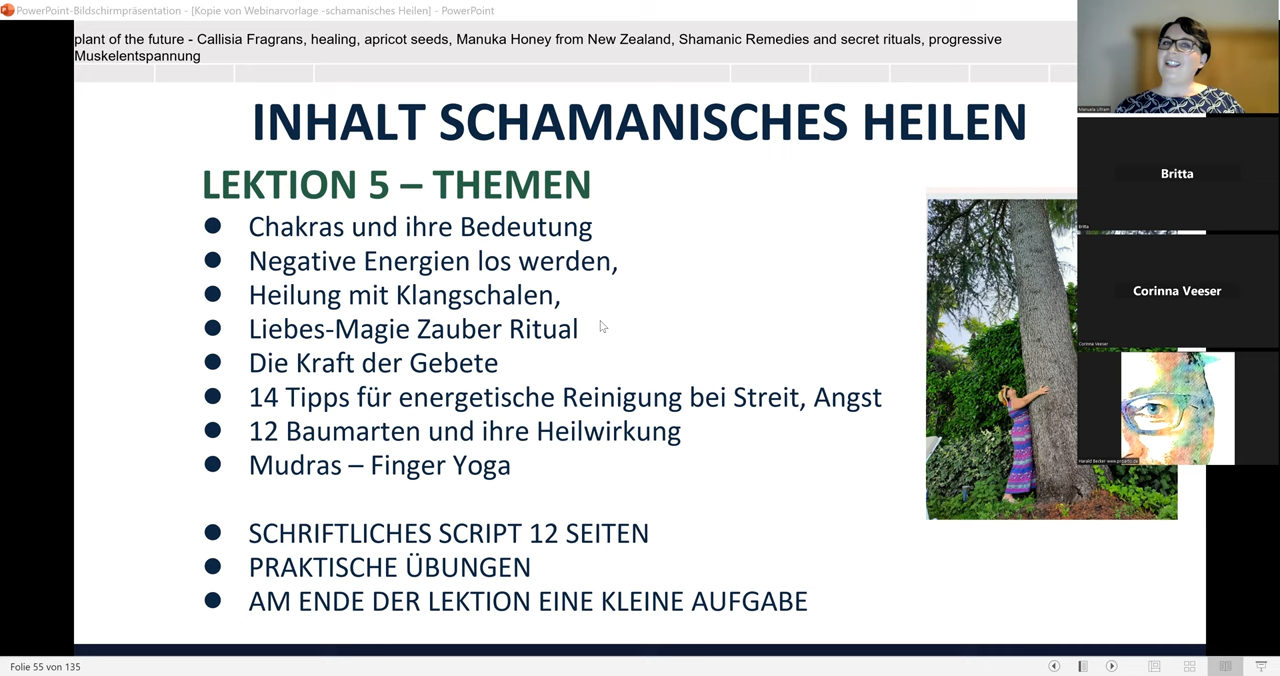 PowerPoint-Bildschirmpräsentation - [Kopie von Webinarvorlage -schamanisches Heilen] - PowerPoint
plant of the future - Callisia Fragrans, healing, apricot seeds, Manuka Honey from New Zealand, Shamanic Remedies and secret rituals, progressive
Muskelentspannung
INHALT SCHAMANISCHES HEILEN
LEKTION 5 – THEMEN
● Chakras und ihre Bedeutung
● Negative Energien los werden,
● Heilung mit Klangschalen,
● Liebes-Magie Zauber Ritual
● Die Kraft der Gebete
● 14 Tipps für energetische Reinigung bei Streit, Angst
● 12 Baumarten und ihre Heilwirkung
● Mudras – Finger Yoga
● SCHRIFTLICHES SCRIPT 12 SEITEN
● PRAKTISCHE ÜBUNGEN
● AM ENDE DER LEKTION EINE KLEINE AUFGABE
Britta
Britta
Corinna Veeser
Corinna Veeser
Folie 55 von 135